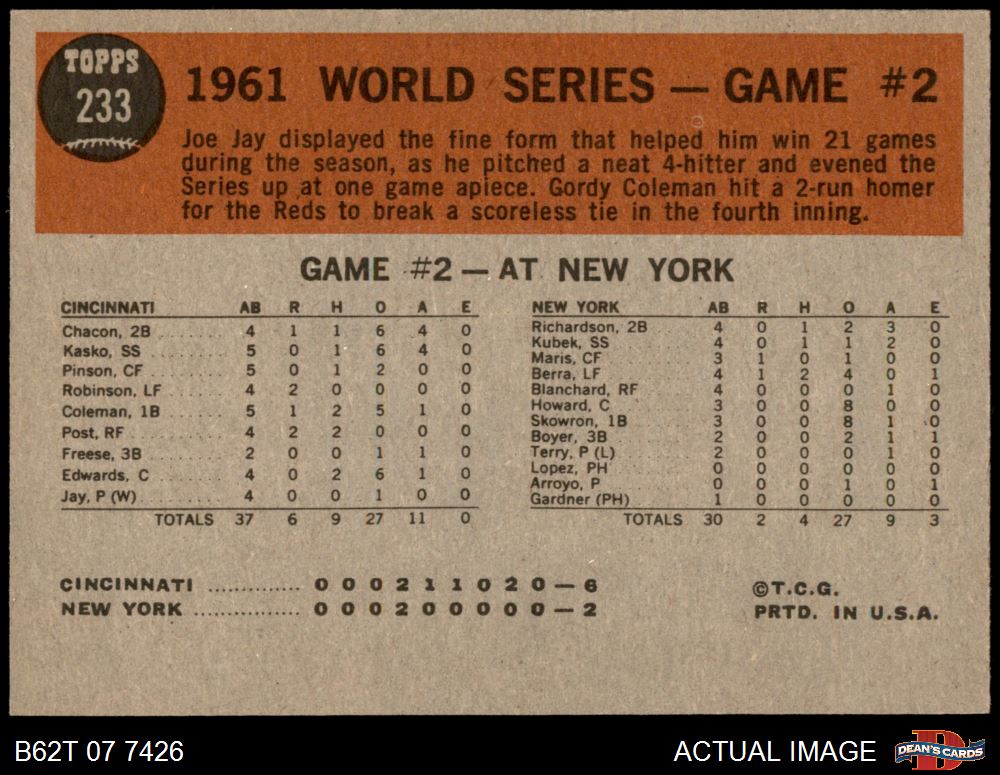 TOPPS
233
1961 WORLD SERIES — GAME #2
Joe Jay displayed the fine form that helped him win 21 games
during the season, as he pitched a neat 4-hitter and evened the
Series up at one game apiece. Gordy Coleman hit a 2-run homer
for the Reds to break a scoreless tie in the fourth inning.
GAME #2 — AT NEW YORK
CINCINNATI AB R H O A E
Chacon, 2B 4 1 1 6 4 0
Kasko, SS 5 0 1 6 4 0
Pinson, CF 5 0 1 2 0 0
Robinson, LF 4 2 0 0 0 0
Coleman, 1B 5 1 2 5 1 0
Post, RF 4 2 2 0 0 0
Freese, 3B 2 0 0 1 1 0
Edwards, C 4 0 2 6 1 0
Jay, P (W) 4 0 0 1 0 0
TOTALS 37 6 9 27 11 0
NEW YORK AB R H O A E
Richardson, 2B 4 0 1 2 3 0
Kubek, SS 4 0 1 1 2 0
Maris, CF 3 1 0 1 0 0
Berra, LF 4 1 2 4 0 1
Blanchard, RF 4 0 0 0 1 0
Howard, C 3 0 0 8 0 0
Skowron, 1B 3 0 0 8 1 0
Boyer, 3B 2 0 0 2 1 1
Terry, P (L) 2 0 0 0 1 0
Lopez, PH 0 0 0 0 0 0
Arroyo, P 0 0 0 1 0 1
Gardner (PH) 1 0 0 0 0 0
TOTALS 30 2 4 27 9 3
CINCINNATI ............... 0 0 0 2 1 1 0 2 0 — 6
NEW YORK ................ 0 0 0 2 0 0 0 0 0 — 2
©T.C.G.
PRTD. IN U.S.A.
B62T 07 7426
ACTUAL IMAGE
DEAN'S CARDS